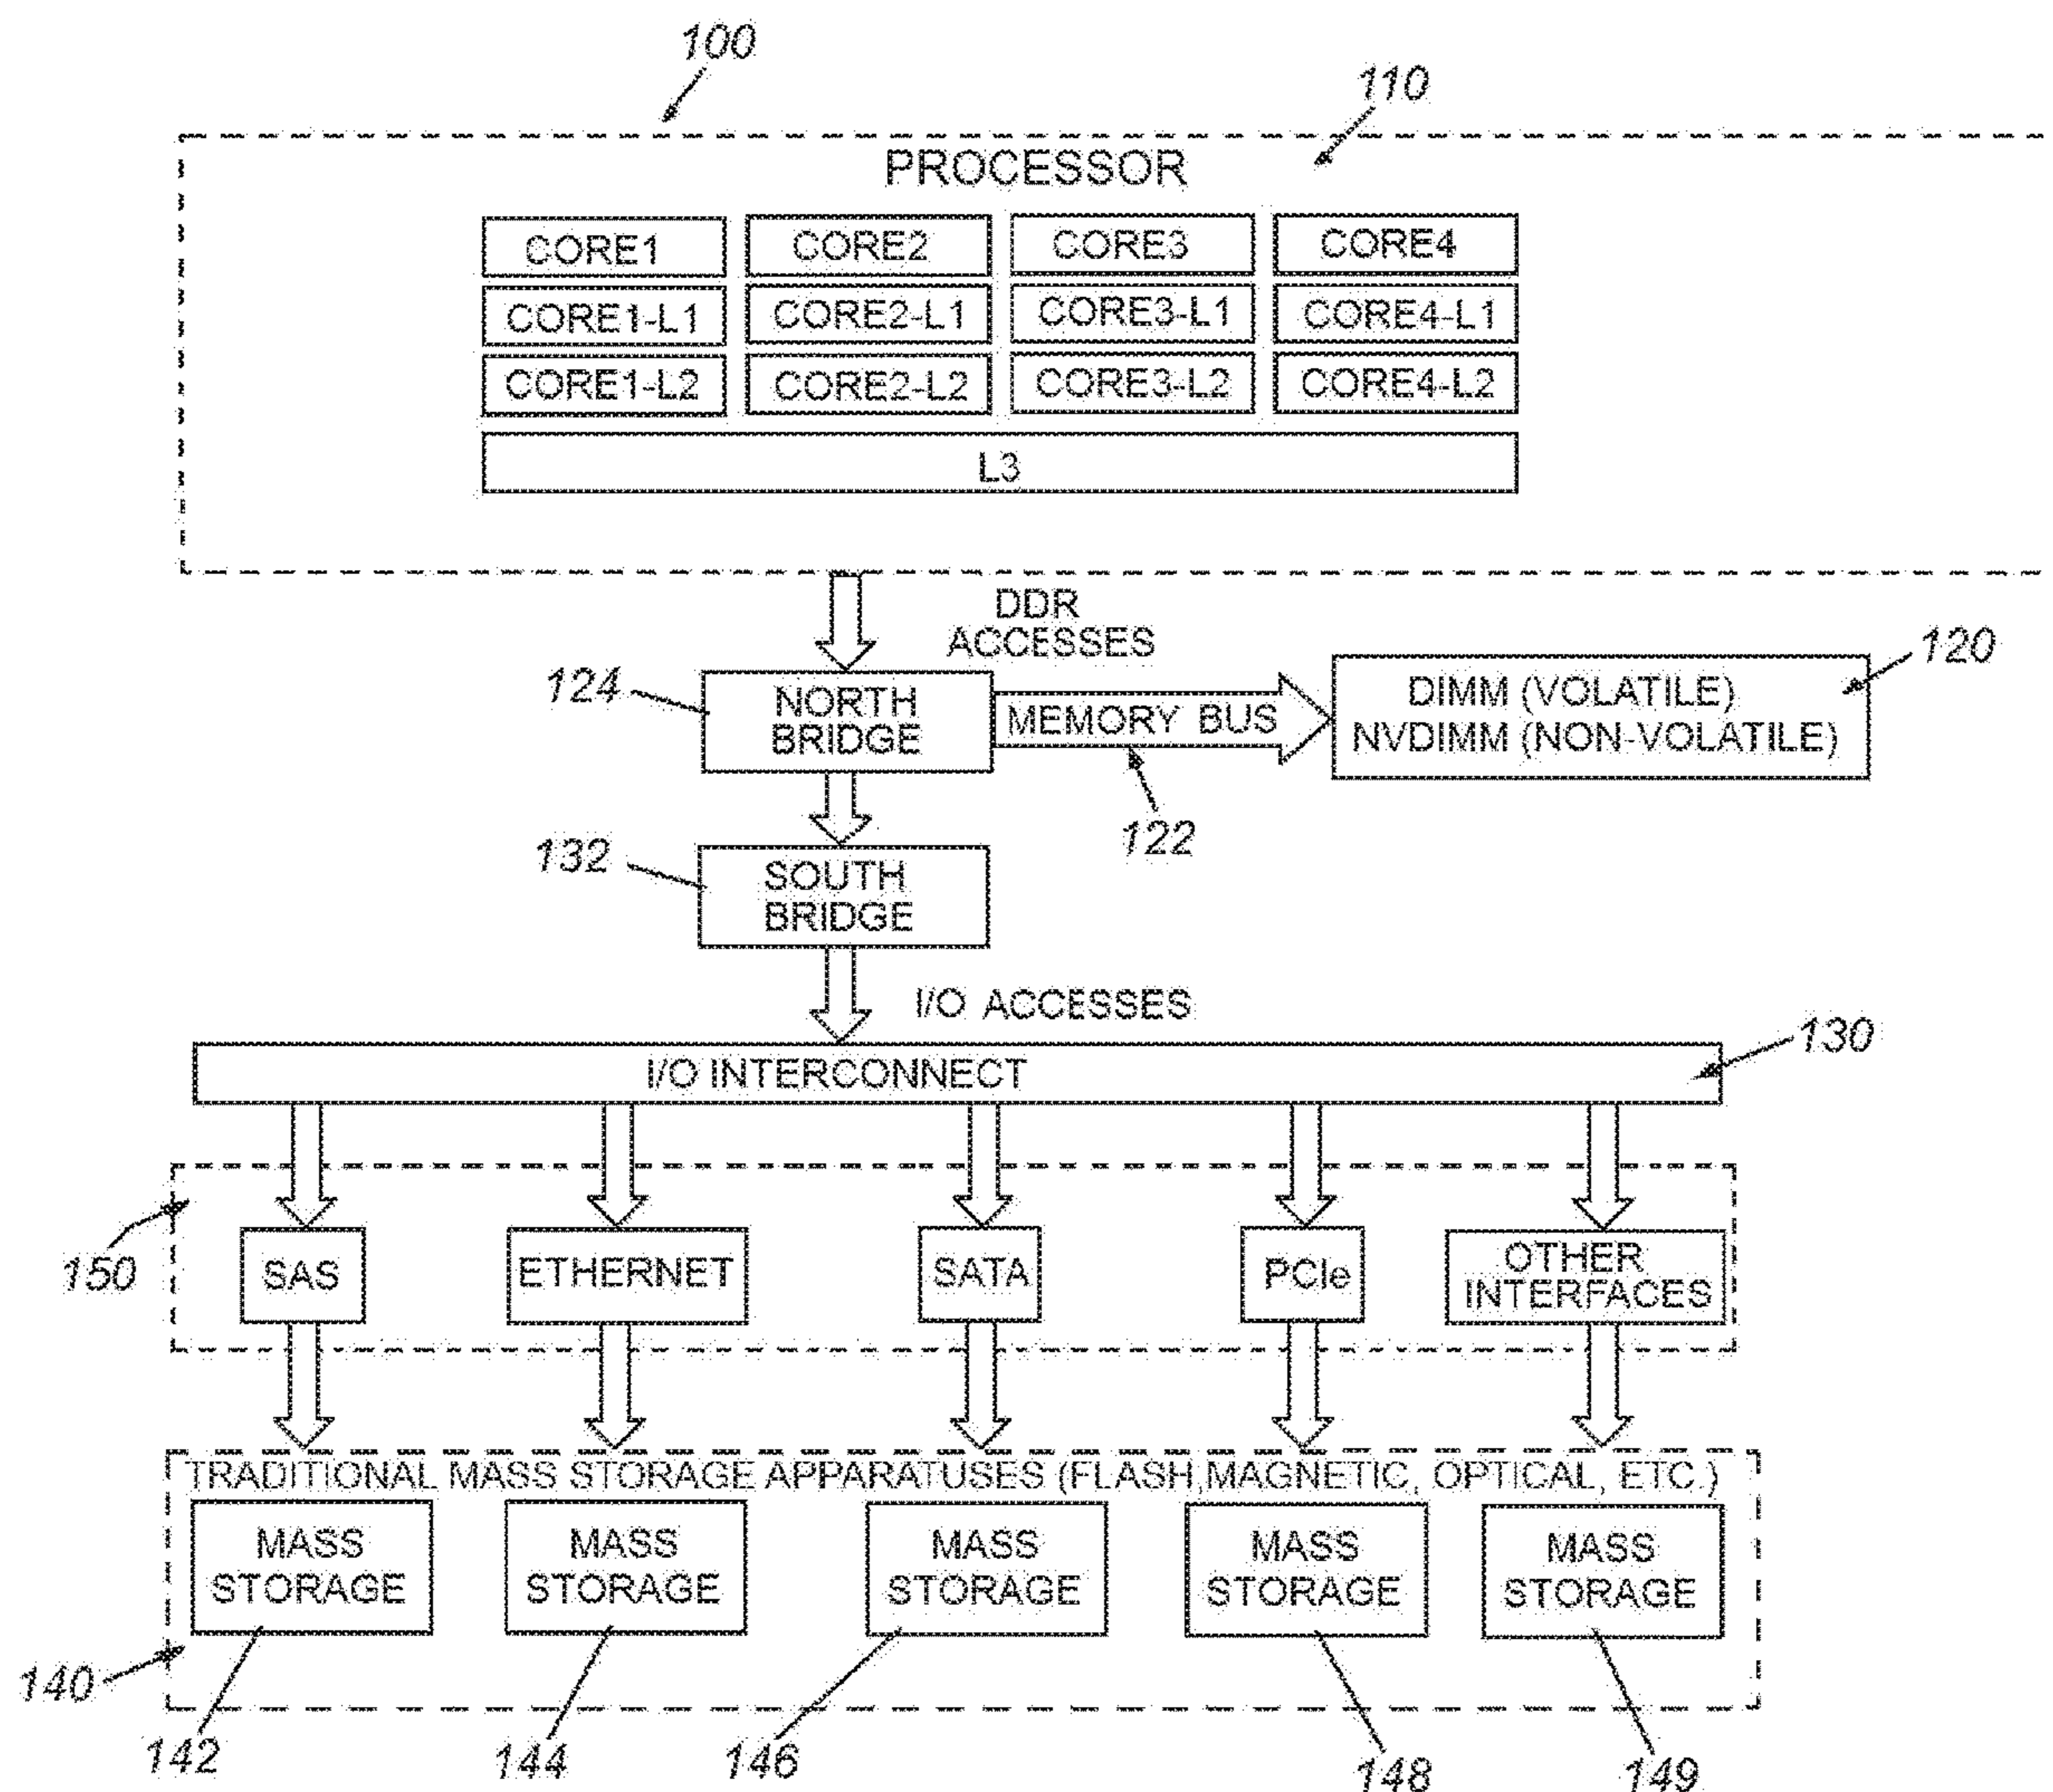 100
110
PROCESSOR
CORE1 CORE2 CORE3 CORE4
CORE1-L1 CORE2-L1 CORE3-L1 CORE4-L1
CORE1-L2 CORE2-L2 CORE3-L2 CORE4-L2
L3
DDR
ACCESSES
124
NORTH
BRIDGE
MEMORY BUS
122
DIMM (VOLATILE)
NVDIMM (NON-VOLATILE)
120
132
SOUTH
BRIDGE
I/O ACCESSES
I/O INTERCONNECT
130
150
SAS
ETHERNET
SATA
PCIe
OTHER
INTERFACES
TRADITIONAL MASS STORAGE APPARATUSES (FLASH,MAGNETIC, OPTICAL, ETC.)
MASS
STORAGE
MASS
STORAGE
MASS
STORAGE
MASS
STORAGE
MASS
STORAGE
140
142
144
146
148
149